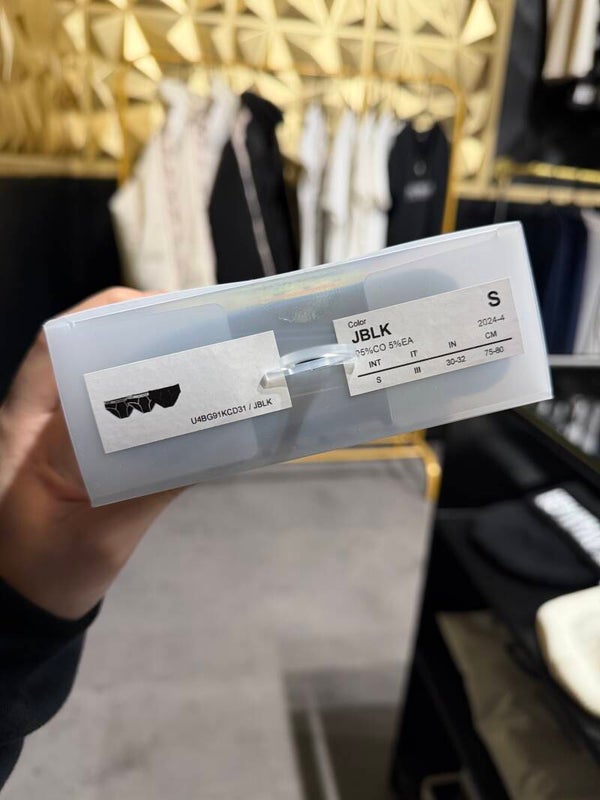 U4BG91KCD31 / JBLK
Color
S
JBLK
2024-4
95%CO 5%EA
INT IT IN CM
S III 30-32 75-80